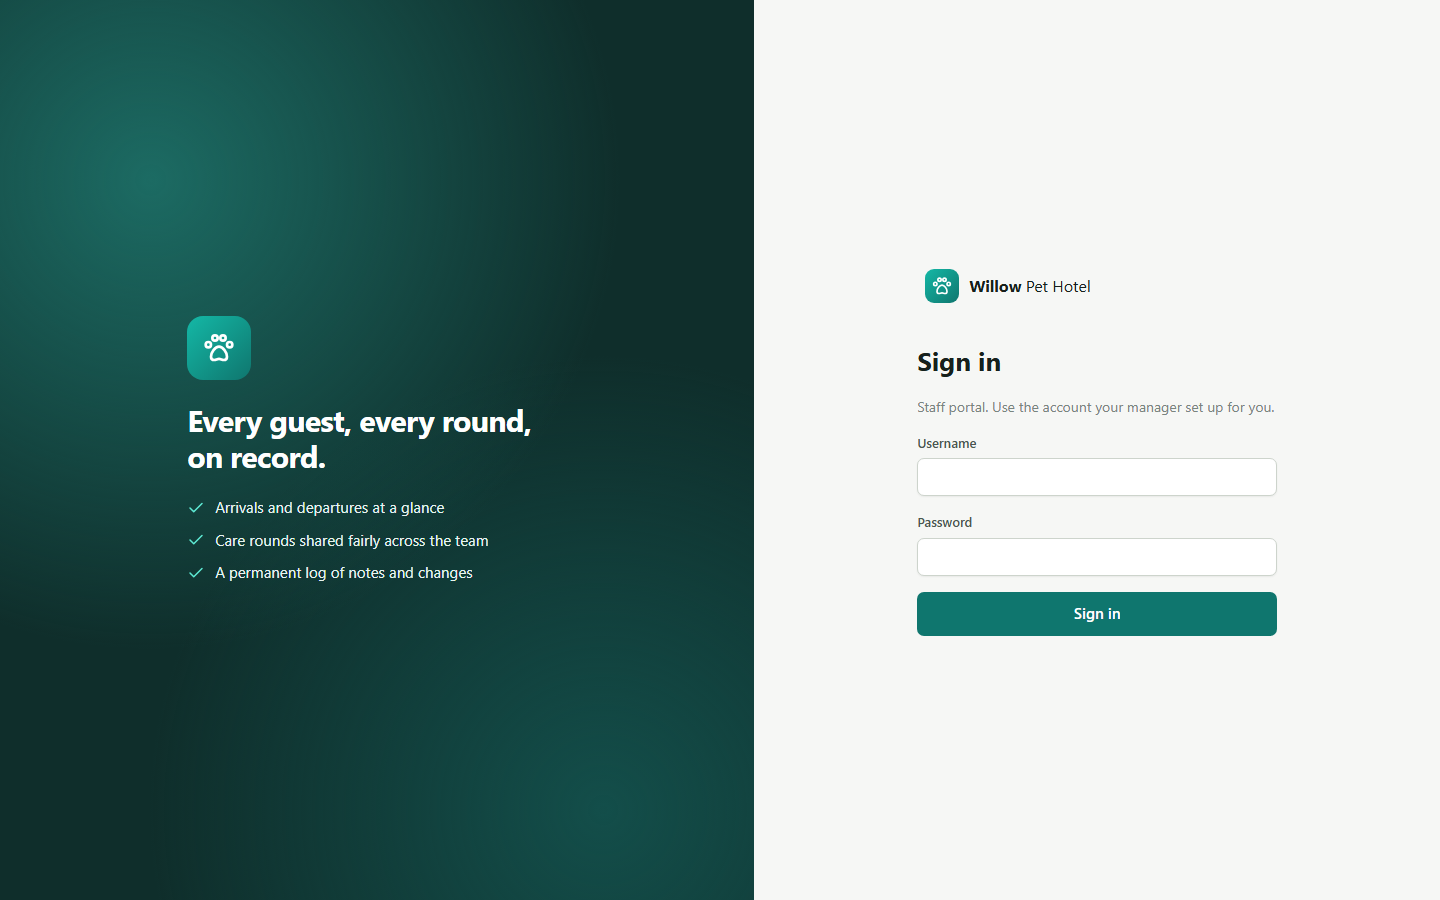 Every guest, every round,
on record.
Arrivals and departures at a glance
Care rounds shared fairly across the team
A permanent log of notes and changes
Willow Pet Hotel
Sign in
Staff portal. Use the account your manager set up for you.
Username
Password
Sign in